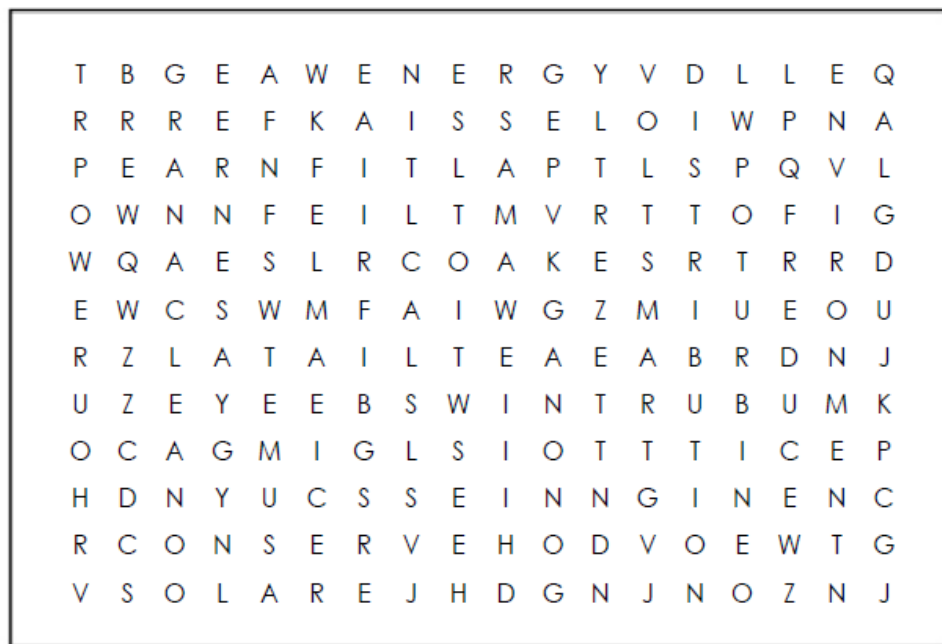 T B G E A W E N E R G Y V D L L E Q
R R R E F K A I S S E L O I W P N A
P E A R N F I T L A P T L S P Q V L
O W N N F E I L T M V R T T O F I G
W Q A E S L R C O A K E S R T R R D
E W C S W M F A I W G Z M I U E O U
R Z L A T A I L T E A E A B R D N J
U Z E Y E E B S W I N T R U B U M K
O C A G M I G L S I O T T T I C E P
H D N Y U C S S E I N N G I N E N C
R C O N S E R V E H O D V O E W T G
V S O L A R E J H D G N J N O Z N J